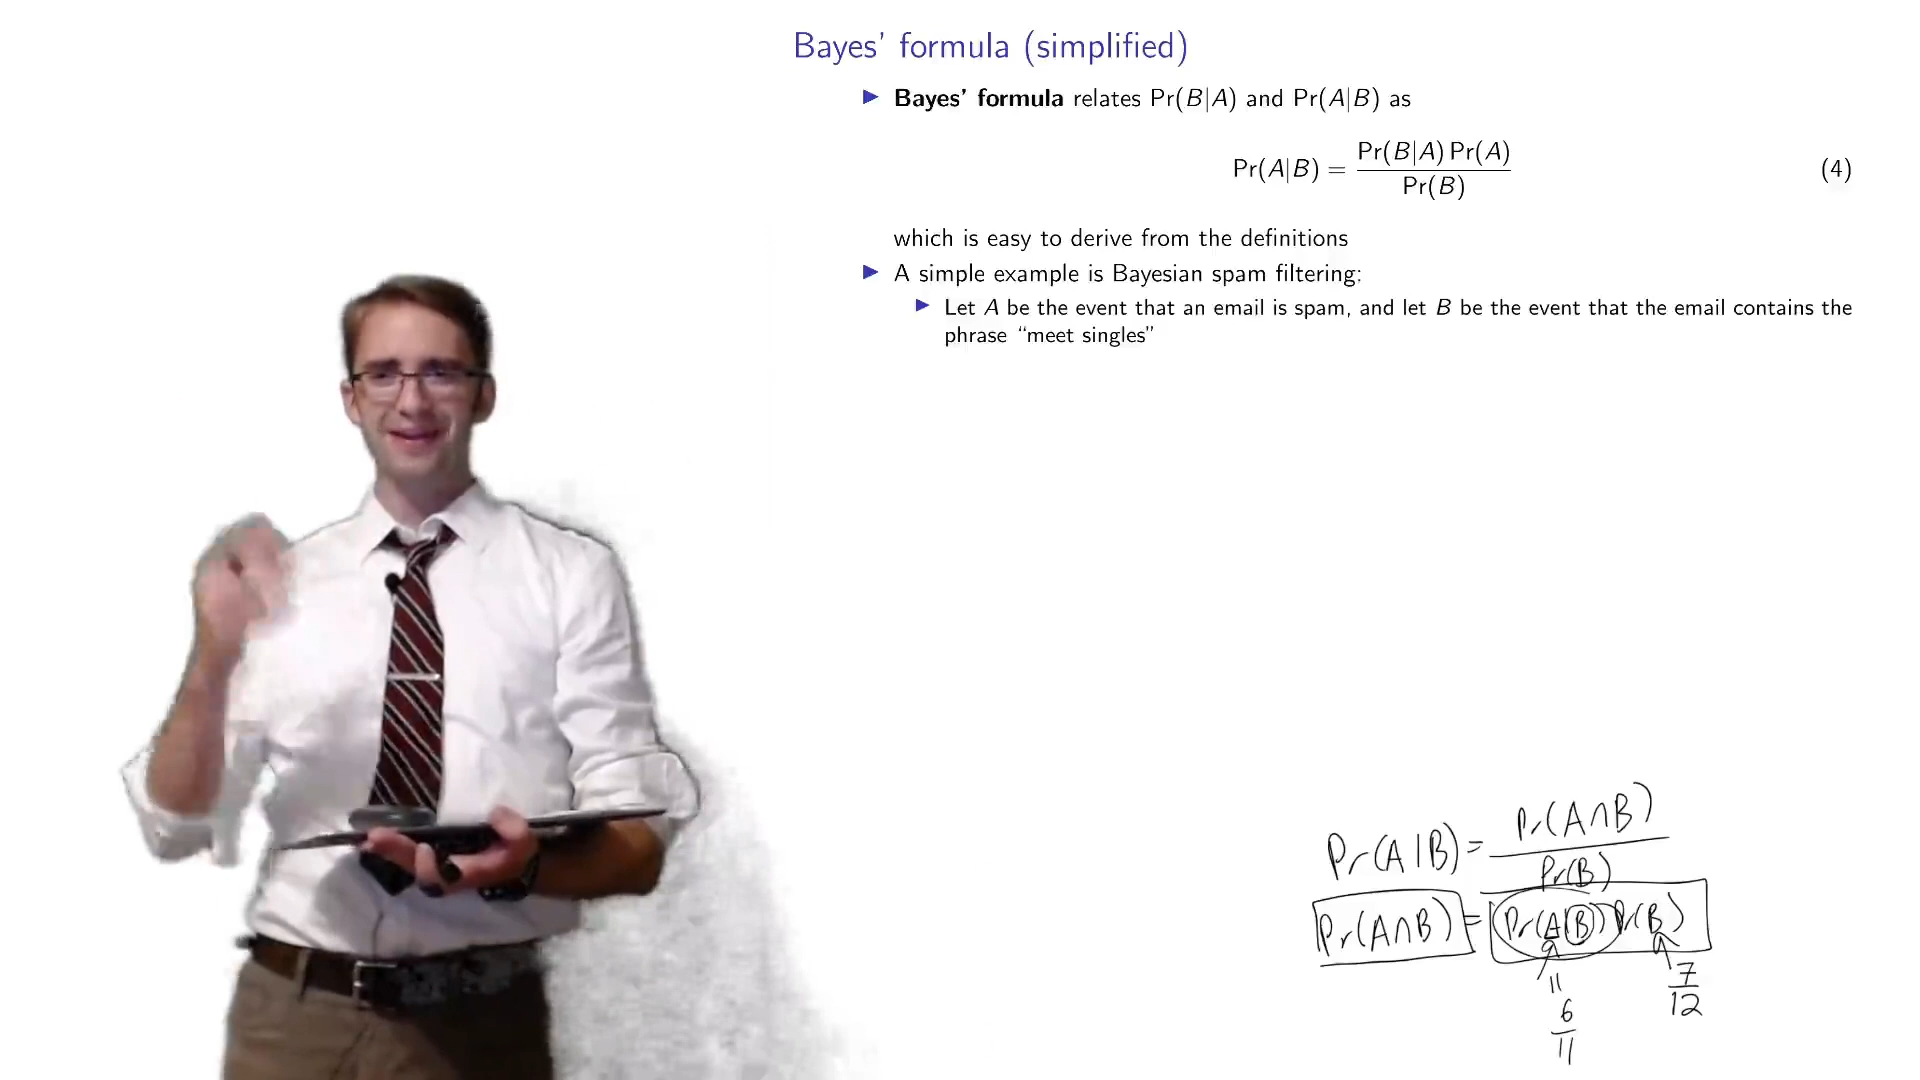 Bayes' formula (simplified)
▶ Bayes' formula relates Pr(B|A) and Pr(A|B) as
Pr(A|B) = Pr(B|A) Pr(A) / Pr(B) (4)
which is easy to derive from the definitions
▶ A simple example is Bayesian spam filtering:
▶ Let A be the event that an email is spam, and let B be the event that the email contains the
phrase “meet singles”
Pr(A|B) = Pr(A∩B) / Pr(B)
Pr(A∩B) = Pr(A|B) Pr(B)
11
6/11
7/12